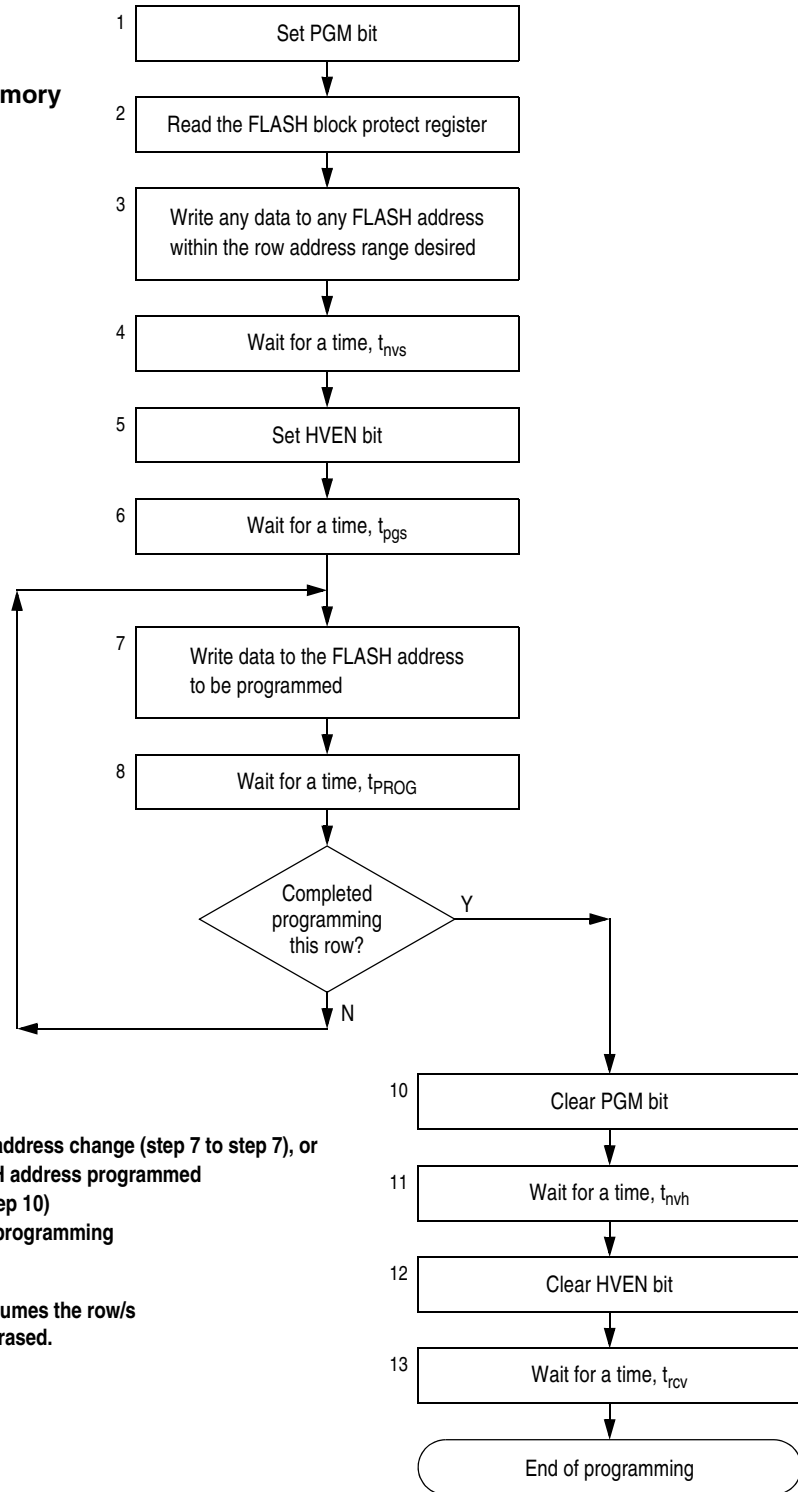 1
Set PGM bit
mory
2
Read the FLASH block protect register
3
Write any data to any FLASH address
within the row address range desired
4
Wait for a time, tnvs
5
Set HVEN bit
6
Wait for a time, tpgs
7
Write data to the FLASH address
to be programmed
8
Wait for a time, tPROG
Completed
programming
this row?
Y
N
10
Clear PGM bit
address change (step 7 to step 7), or
H address programmed
ep 10)
programming
11
Wait for a time, tnvh
12
Clear HVEN bit
umes the row/s
rased.
13
Wait for a time, trcv
End of programming